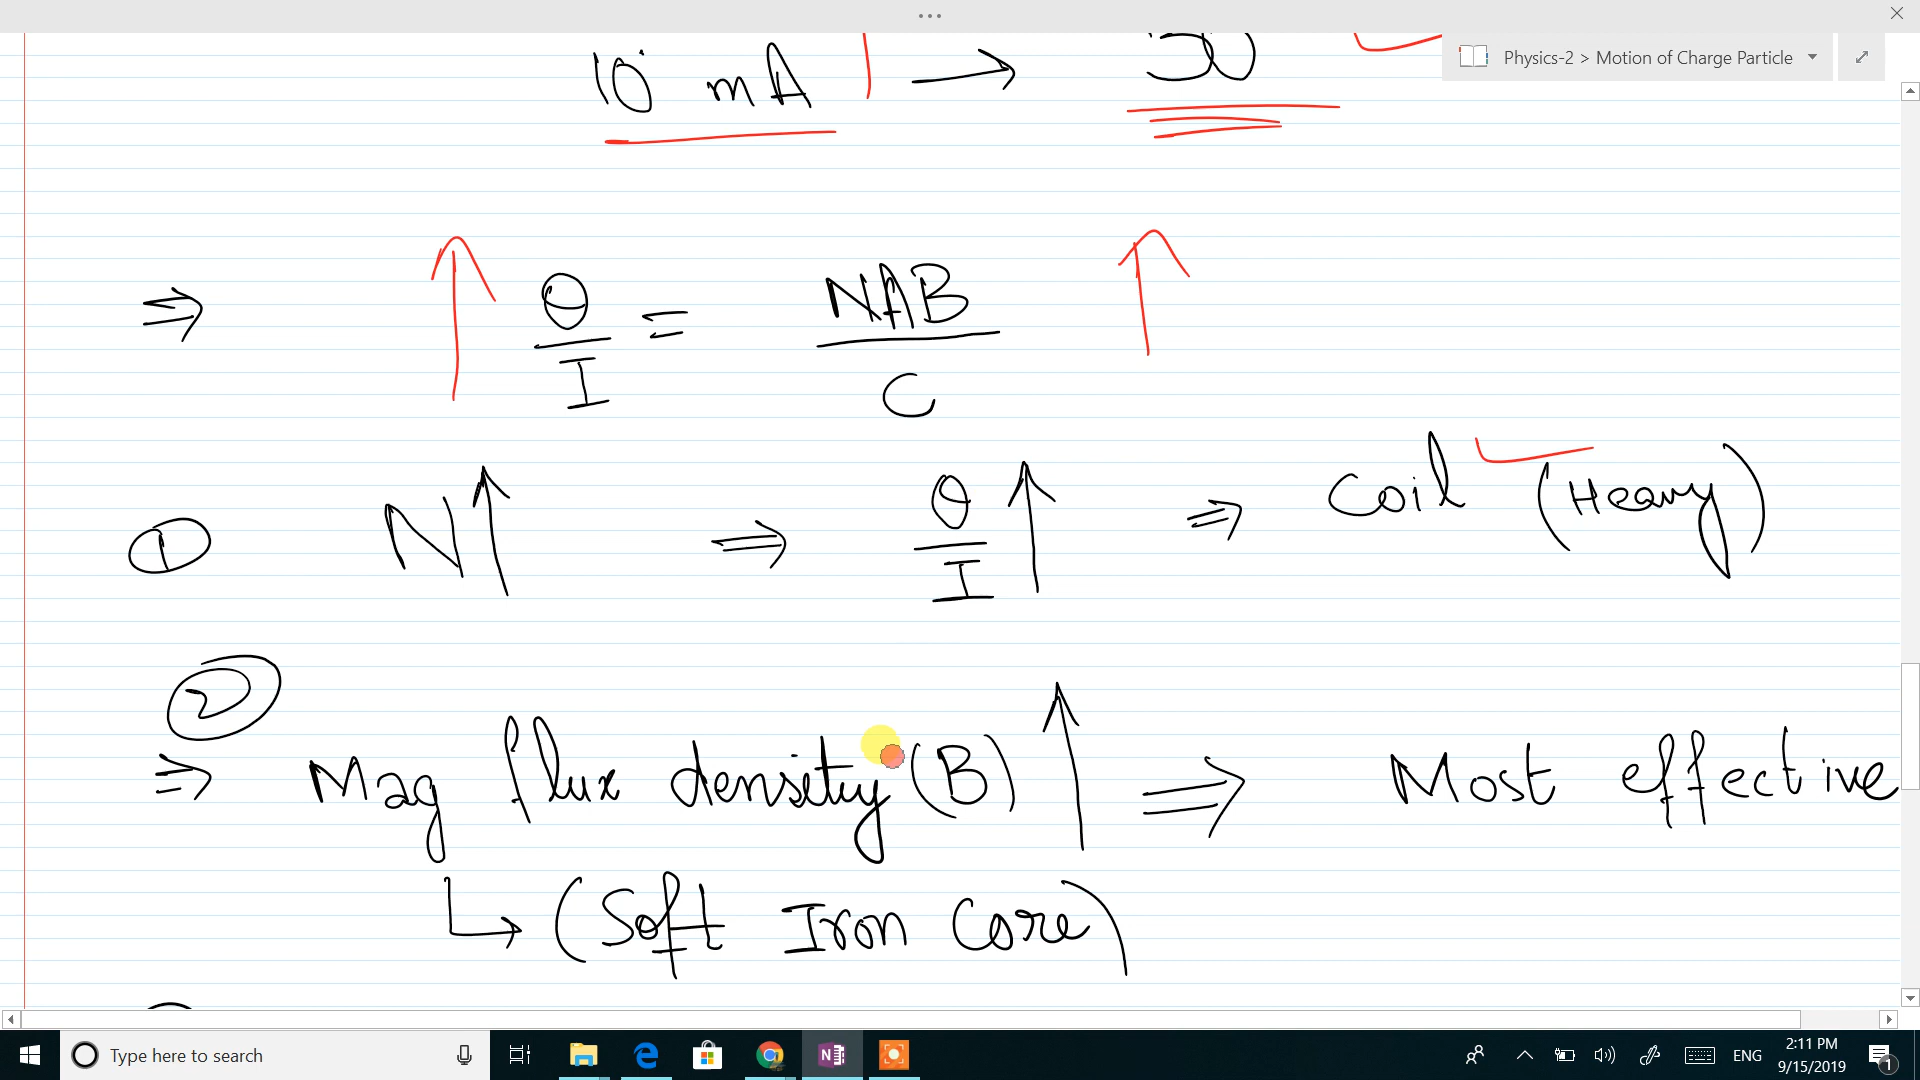 Physics-2 > Motion of Charge Particle
10 mA → 30
⇒ ↑ θ/I = NAB/C ↑
① N↑ ⇒ θ/I ↑ ⇒ Coil (Heavy)
②
⇒ Mag flux density (B) ↑ ⇒ Most effective
↳ (Soft Iron Core)
Type here to search
ENG
2:11 PM
9/15/2019
1